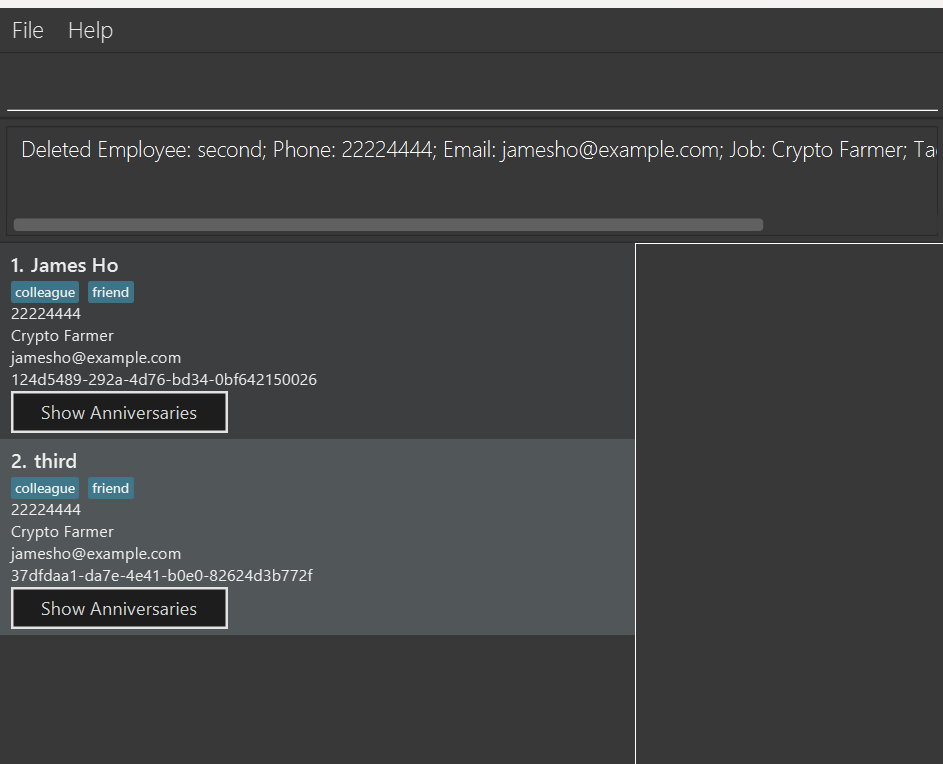 File Help
Deleted Employee: second; Phone: 22224444; Email: jamesho@example.com; Job: Crypto Farmer; Ta
1. James Ho
colleague friend
22224444
Crypto Farmer
jamesho@example.com
124d5489-292a-4d76-bd34-0bf642150026
Show Anniversaries
2. third
colleague friend
22224444
Crypto Farmer
jamesho@example.com
37dfdaa1-da7e-4e41-b0e0-82624d3b772f
Show Anniversaries